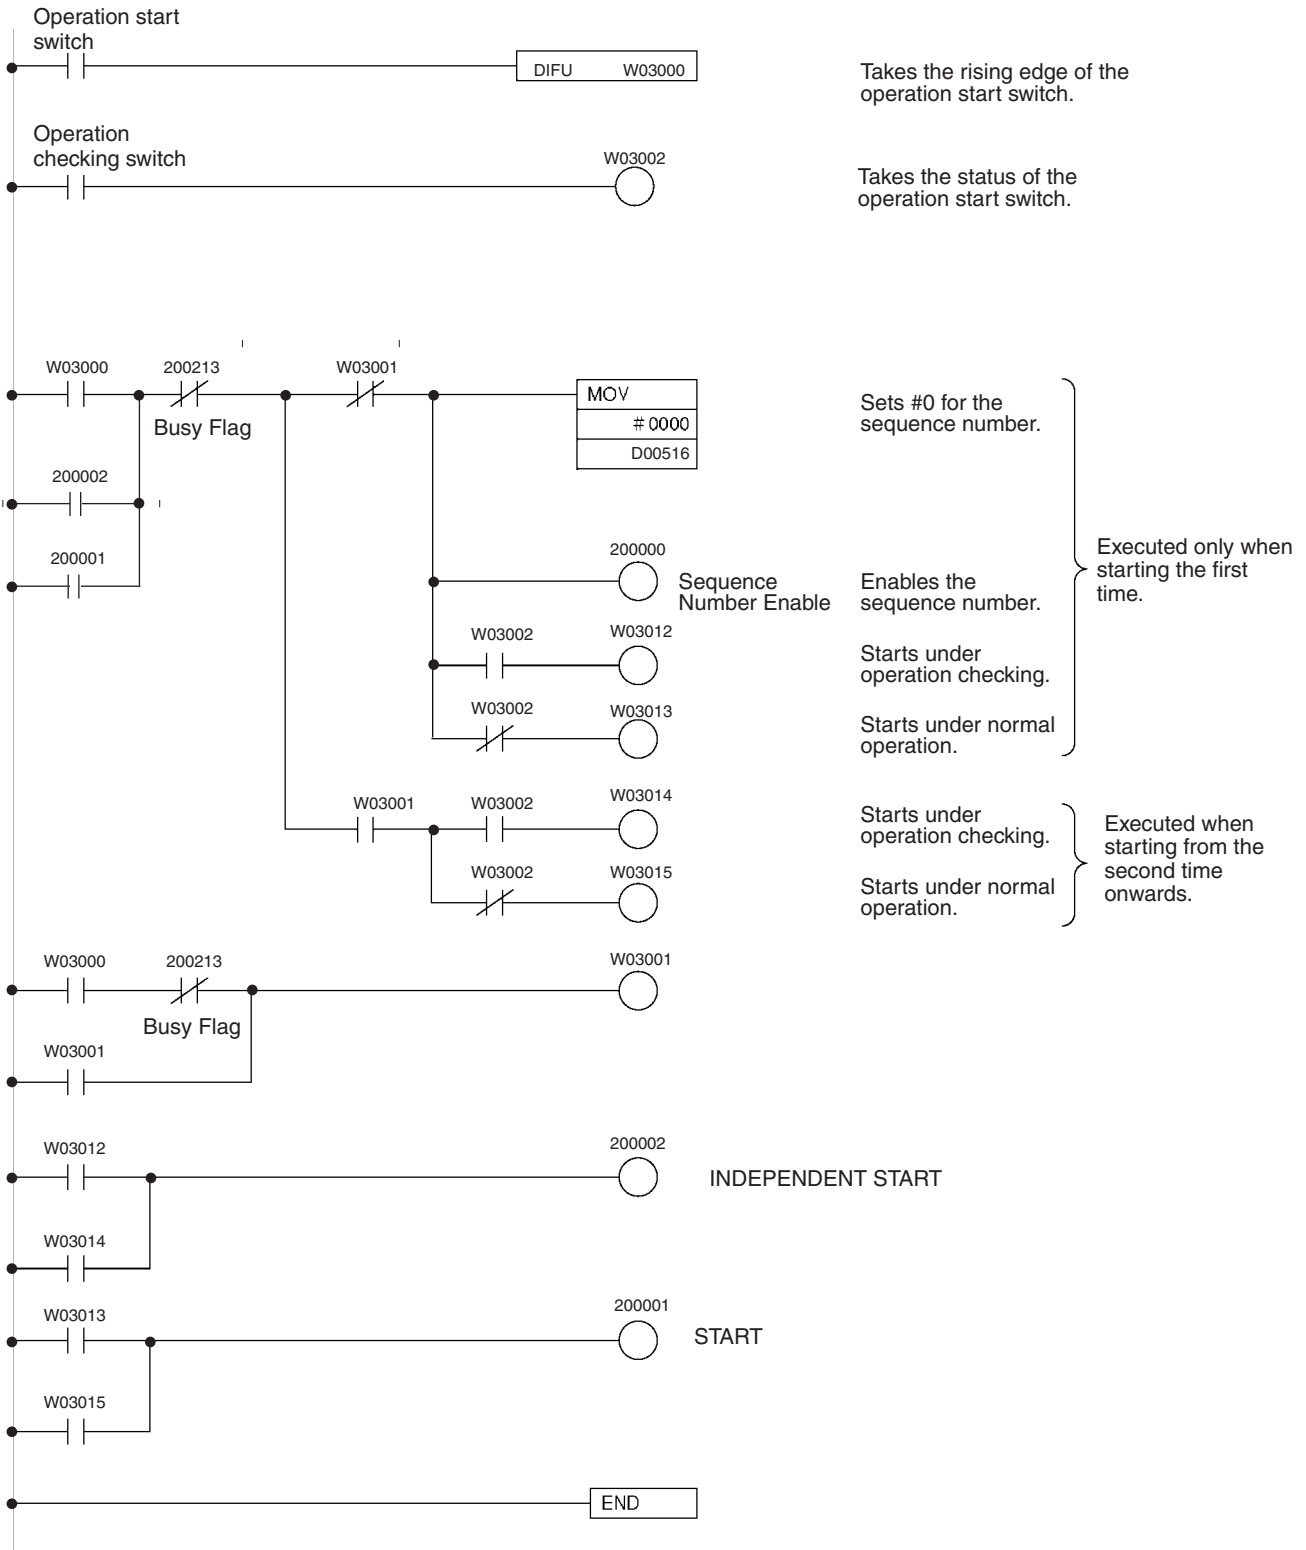 Operation start
switch
DIFU W03000
Takes the rising edge of the
operation start switch.
Operation
checking switch
W03002
Takes the status of the
operation start switch.
W03000
200213
W03001
MOV
Busy Flag
# 0000
D00516
Sets #0 for the
sequence number.
200002
200001
200000
Sequence
Number Enable
Enables the
sequence number.
Executed only when
starting the first
time.
W03002
W03012
Starts under
operation checking.
W03002
W03013
Starts under normal
operation.
W03001
W03002
W03014
Starts under
operation checking.
W03002
W03015
Starts under normal
operation.
Executed when
starting from the
second time
onwards.
W03000
200213
W03001
Busy Flag
W03001
W03012
200002
INDEPENDENT START
W03014
W03013
200001
START
W03015
END